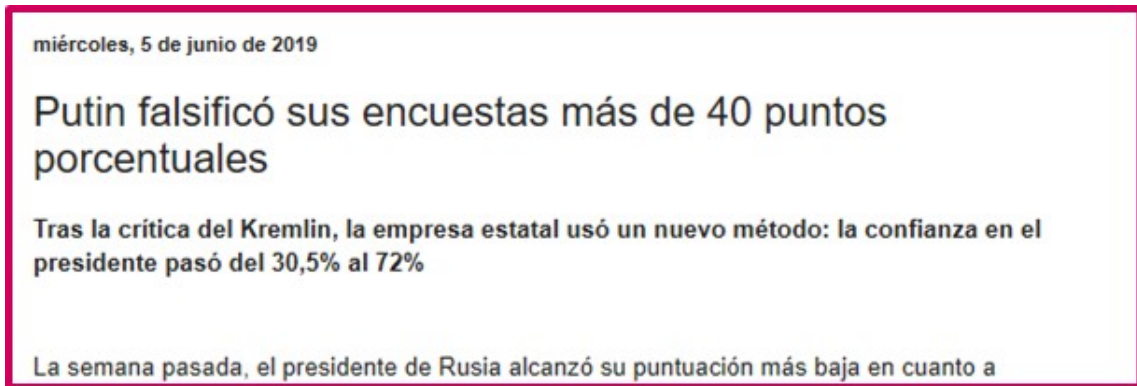 miércoles, 5 de junio de 2019
Putin falsificó sus encuestas más de 40 puntos
porcentuales
Tras la crítica del Kremlin, la empresa estatal usó un nuevo método: la confianza en el
presidente pasó del 30,5% al 72%
La semana pasada, el presidente de Rusia alcanzó su puntuación más baja en cuanto a